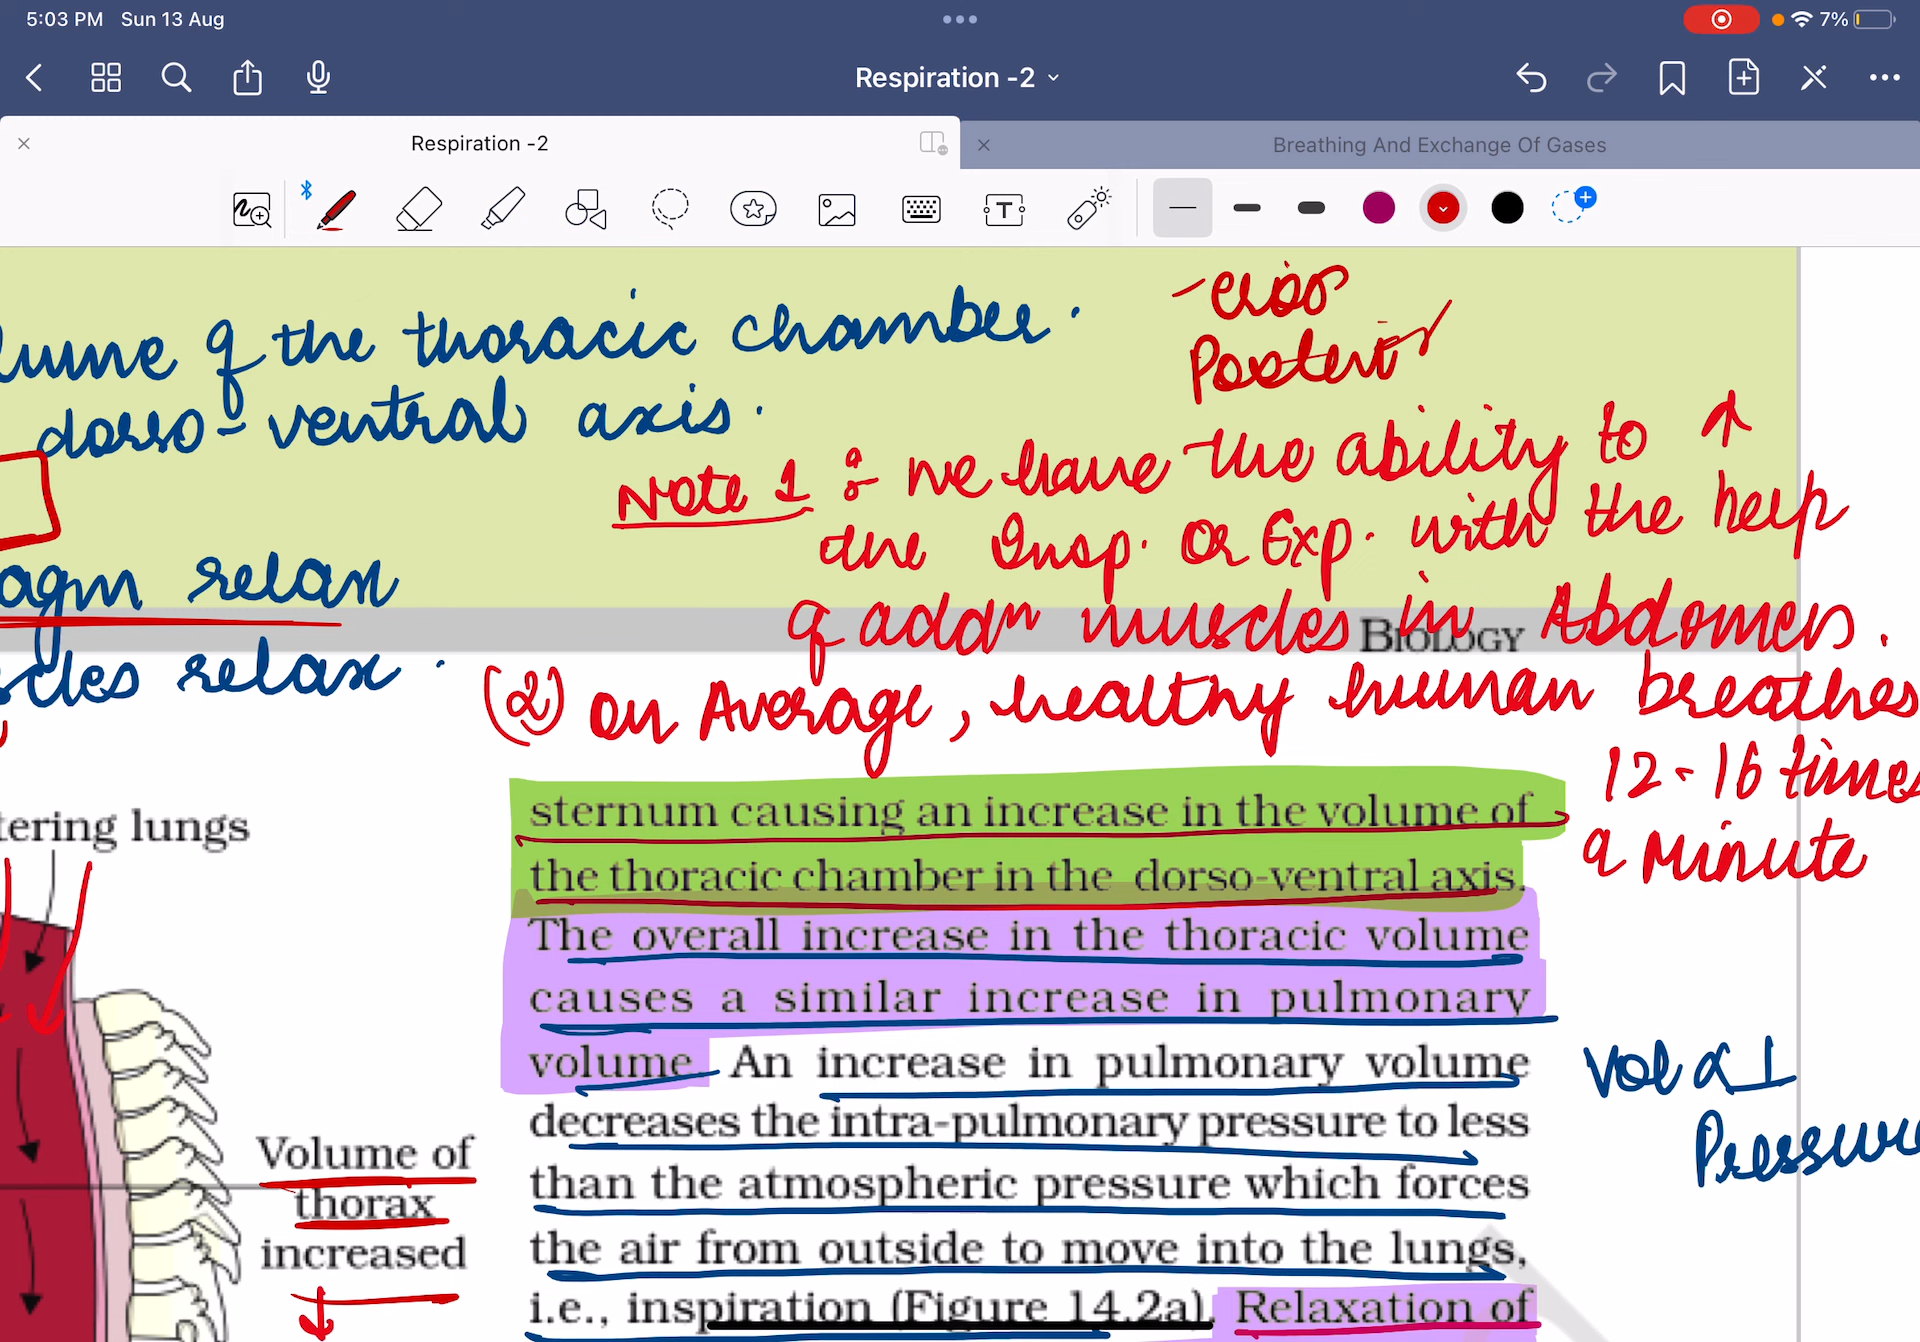 5:03 PM Sun 13 Aug
7%
Respiration -2
Respiration -2
Breathing And Exchange Of Gases
lume of the thoracic chamber.
dorso-ventral axis.
-erior
Posterior
Note 1 : we have the ability to ↑
the Insp. or Exp. with the help
of addn muscles in Abdomen.
agm relax
BIOLOGY
scles relax.
(2) on Average, healthy human breathes
12-16 times
a Minute
tering lungs
sternum causing an increase in the volume of
the thoracic chamber in the dorso-ventral axis.
The overall increase in the thoracic volume
causes a similar increase in pulmonary
volume. An increase in pulmonary volume
decreases the intra-pulmonary pressure to less
than the atmospheric pressure which forces
the air from outside to move into the lungs,
i.e., inspiration (Figure 14.2a). Relaxation of
Vol α 1
Pressure
Volume of
thorax
increased